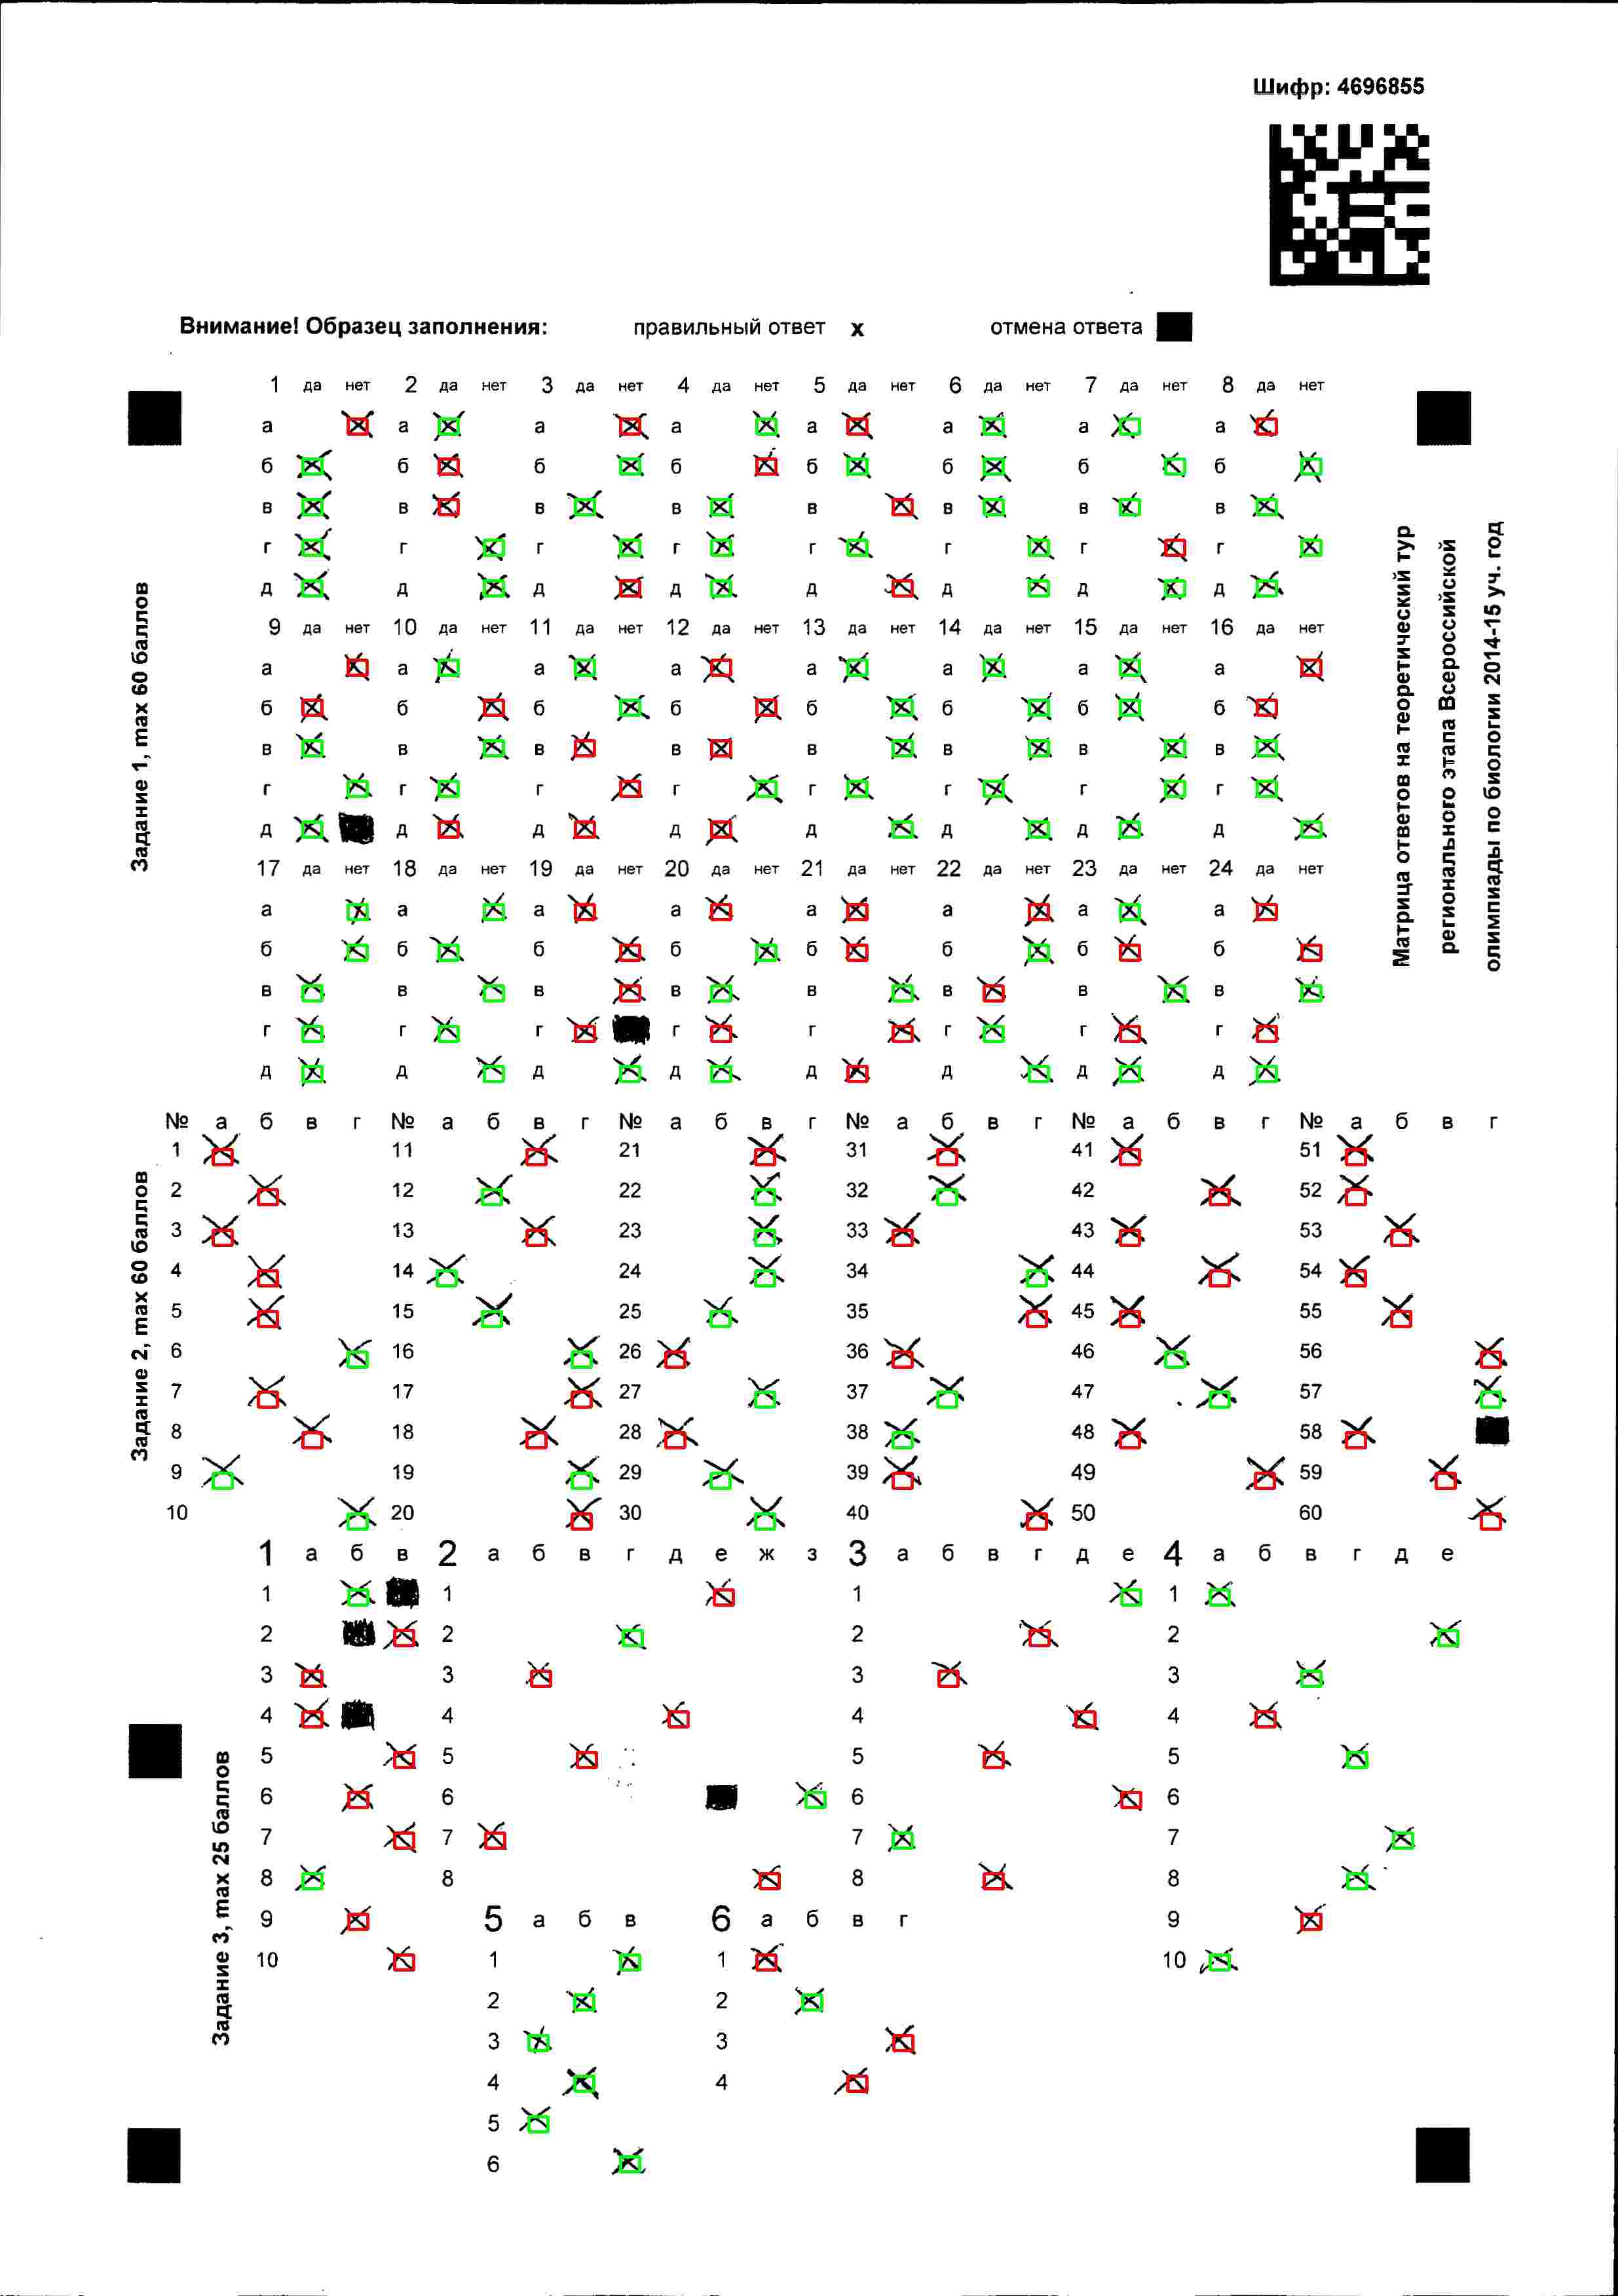 Шифр: 4696855
Внимание! Образец заполнения: правильный ответ х отмена ответа
1 да нет 2 да нет 3 да нет 4 да нет 5 да нет 6 да нет 7 да нет 8 да нет
а а а а а а а а
б б б б б б б б
в в в в в в в в
г г г г г г г г
д д д д д д д д
9 да нет 10 да нет 11 да нет 12 да нет 13 да нет 14 да нет 15 да нет 16 да нет
а а а а а а а а
б б б б б б б б
в в в в в в в в
г г г г г г г г
д д д д д д д д
17 да нет 18 да нет 19 да нет 20 да нет 21 да нет 22 да нет 23 да нет 24 да нет
а а а а а а а а
б б б б б б б б
в в в в в в в в
г г г г г г г г
д д д д д д д д
Задание 1, max 60 баллов
Матрица ответов на теоретический тур
регионального этапа Всероссийской
олимпиады по биологии 2014-15 уч. год
№ а б в г № а б в г № а б в г № а б в г № а б в г № а б в г
1 11 21 31 41 51
2 12 22 32 42 52
3 13 23 33 43 53
4 14 24 34 44 54
5 15 25 35 45 55
6 16 26 36 46 56
7 17 27 37 47 57
8 18 28 38 48 58
9 19 29 39 49 59
10 20 30 40 50 60
Задание 2, max 60 баллов
1 а б в 2 а б в г д е ж з 3 а б в г д е 4 а б в г д е
1 1 1 1
2 2 2 2
3 3 3 3
4 4 4 4
5 5 5 5
6 6 6 6
7 7 7 7
8 8 8 8
9 5 а б в 6 а б в г 9
10 1 1 10
2 2
3 3
4 4
5
6
Задание 3, max 25 баллов